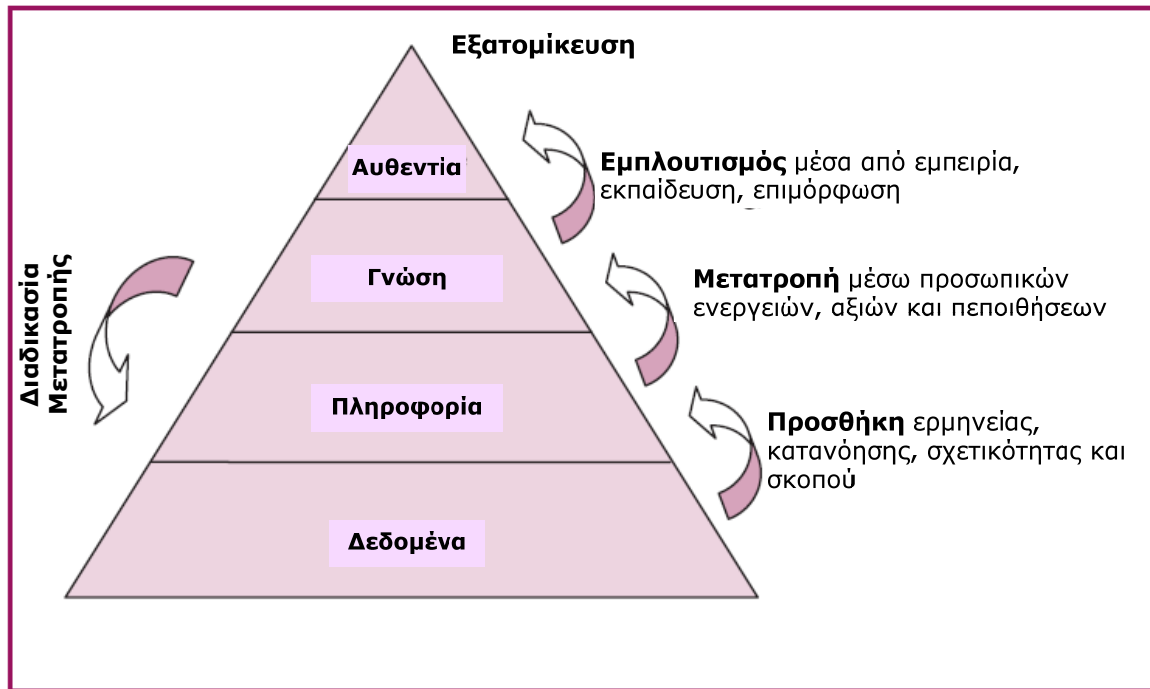 Εξατομίκευση
Αυθεντία
Εμπλουτισμός μέσα από εμπειρία,
εκπαίδευση, επιμόρφωση
Γνώση
Μετατροπή μέσω προσωπικών
ενεργειών, αξιών και πεποιθήσεων
Διαδικασία
Μετατροπής
Πληροφορία
Προσθήκη ερμηνείας,
κατανόησης, σχετικότητας και
σκοπού
Δεδομένα